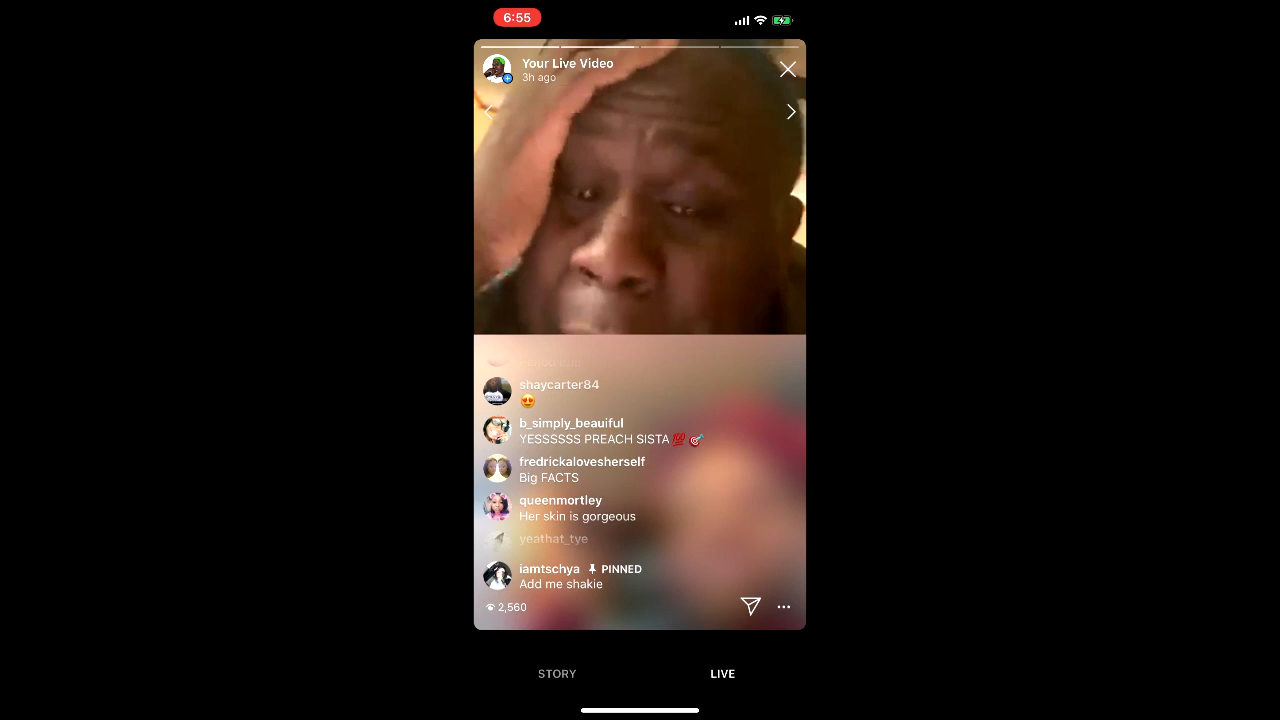 6:55
Your Live Video
3h ago
shaycarter84
😍
b_simply_beauiful
YESSSSSS PREACH SISTA 💯 🎯
fredrickalovesherself
Big FACTS
queenmortley
Her skin is gorgeous
yeathat_tye
iamtschya PINNED
Add me shakie
2,560
STORY LIVE